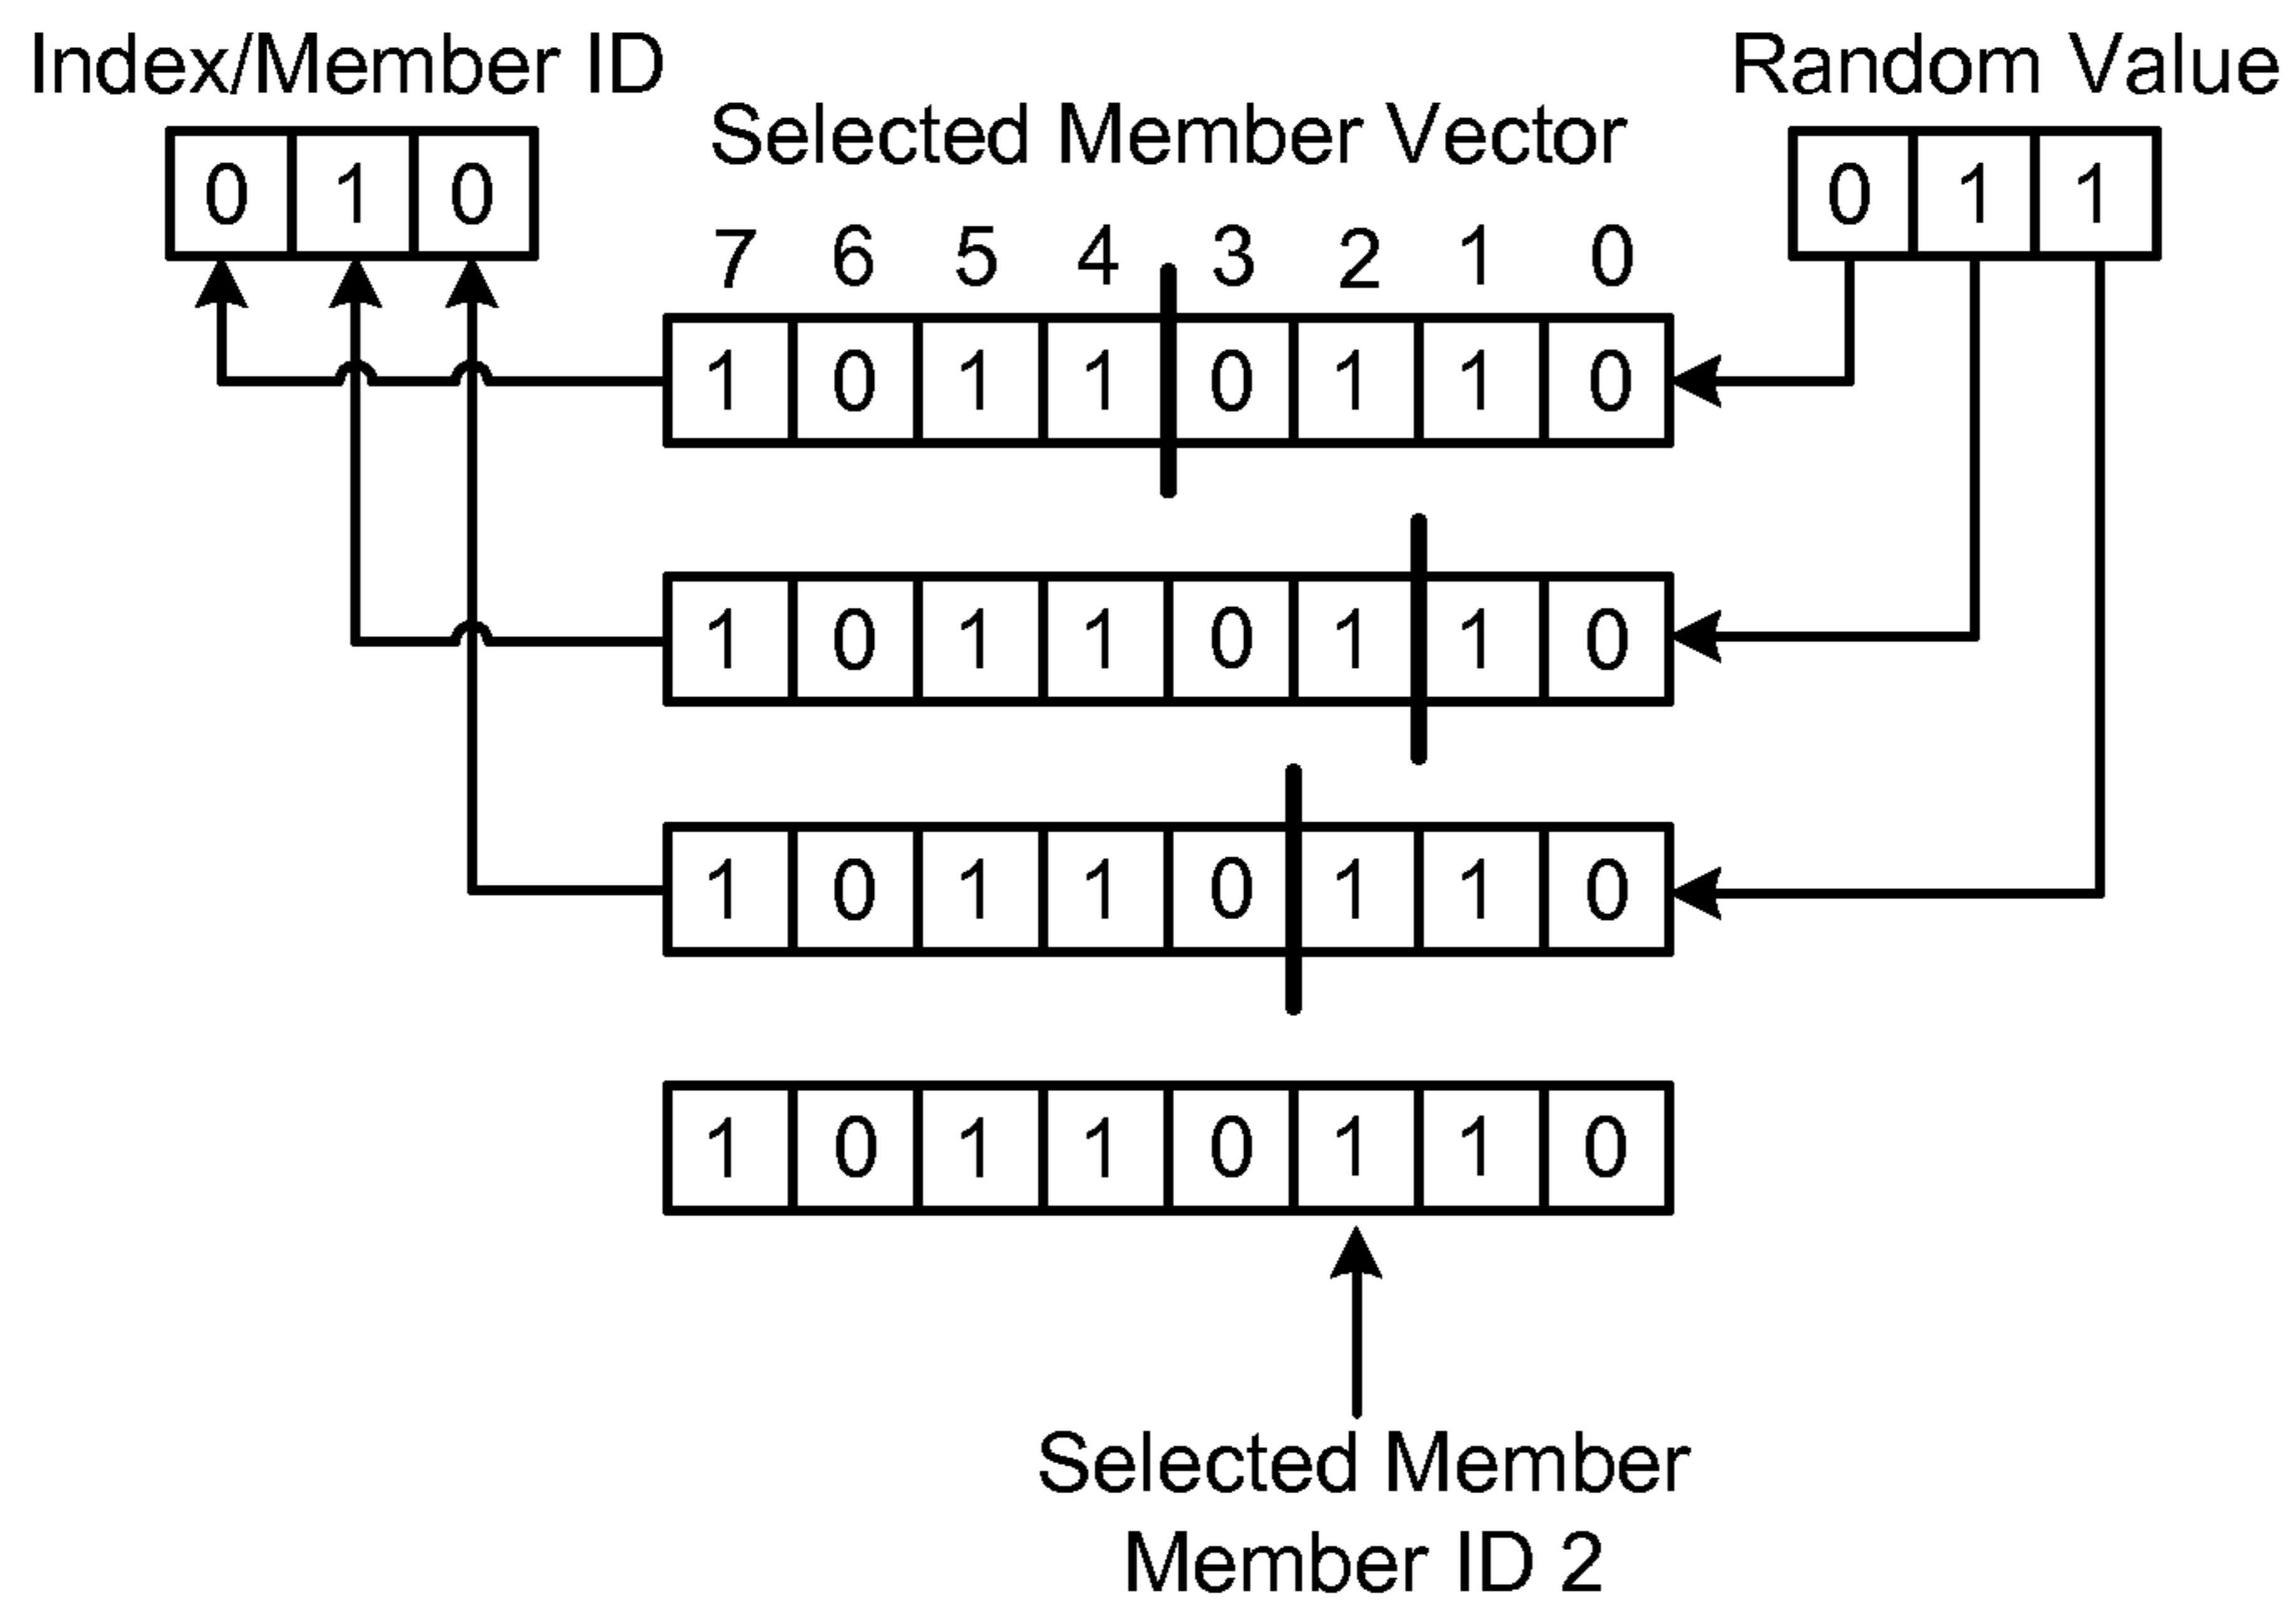 Index/Member ID
Random Value
Selected Member Vector
0 1 0
0 1 1
7 6 5 4 3 2 1 0
1 0 1 1 0 1 1 0
1 0 1 1 0 1 1 0
1 0 1 1 0 1 1 0
1 0 1 1 0 1 1 0
Selected Member
Member ID 2